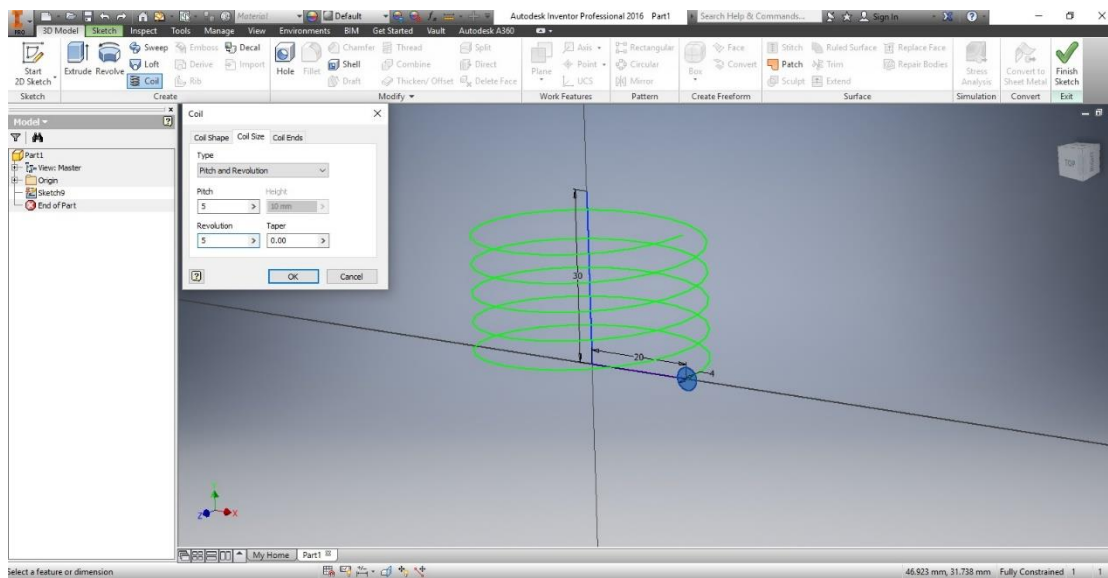 Material Default Autodesk Inventor Professional 2016 Part1 Search Help & Commands... Sign In
PRO 3D Model Sketch Inspect Tools Manage View Environments BIM Get Started Vault Autodesk A360
Start 2D Sketch
Extrude Revolve
Sweep Emboss Decal
Loft Derive Import
Coil Rib
Hole Fillet
Chamfer Thread Split
Shell Combine Direct
Draft Thicken/ Offset Delete Face
Plane
Axis
Point
UCS
Rectangular
Circular
Mirror
Box
Face
Convert
Stitch Ruled Surface Replace Face
Patch Trim Repair Bodies
Sculpt Extend
Stress Analysis
Convert to Sheet Metal
Finish Sketch
Sketch Create Modify Work Features Pattern Create Freeform Surface Simulation Convert Exit
Model
Part1
View: Master
Origin
Sketch9
End of Part
Coil
Coil Shape Coil Size Coil Ends
Type
Pitch and Revolution
Pitch Height
5 10 mm
Revolution Taper
5 0.00
OK Cancel
TOP
30
20
4
Y
Z X
My Home Part1
Select a feature or dimension 46.923 mm, 31.738 mm Fully Constrained 1 1